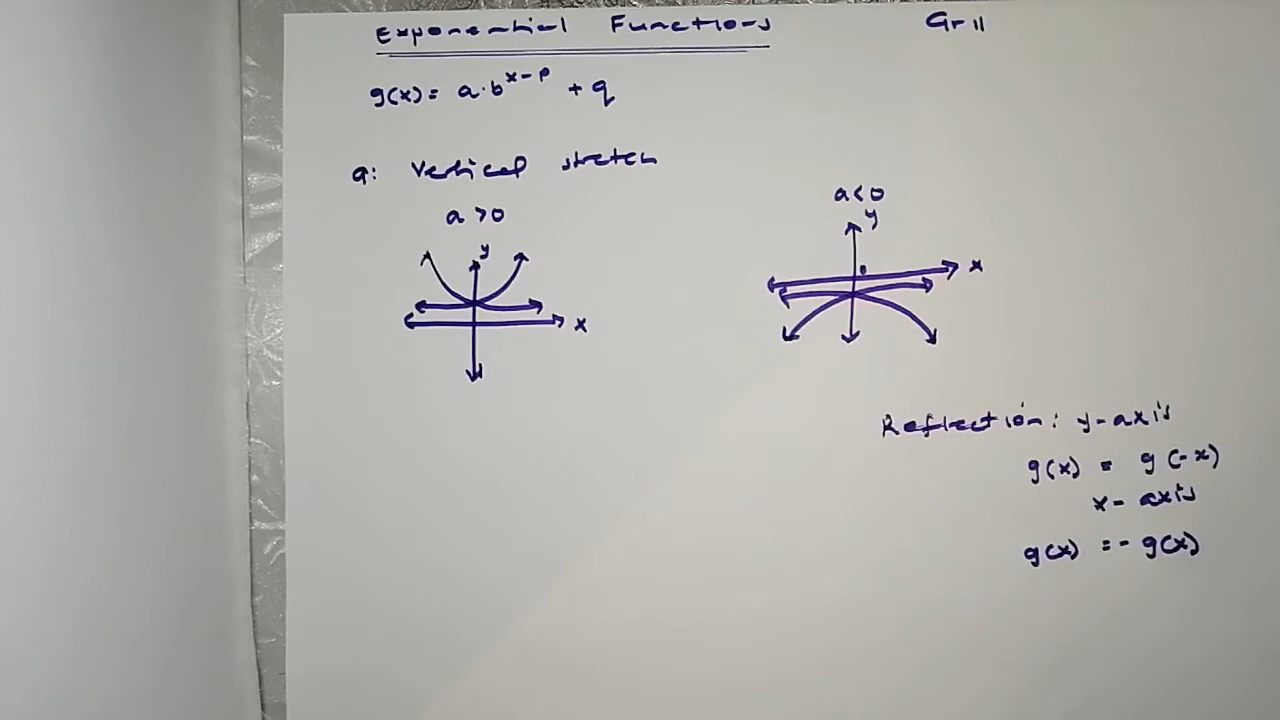 Exponential Functions Gr 11
g(x) = a·b^(x-p) + q
a: Vertical stretch
a > 0
a < 0
y
x
y
x
Reflection: y-axis
g(x) = g(-x)
x-axis
g(x) = -g(x)